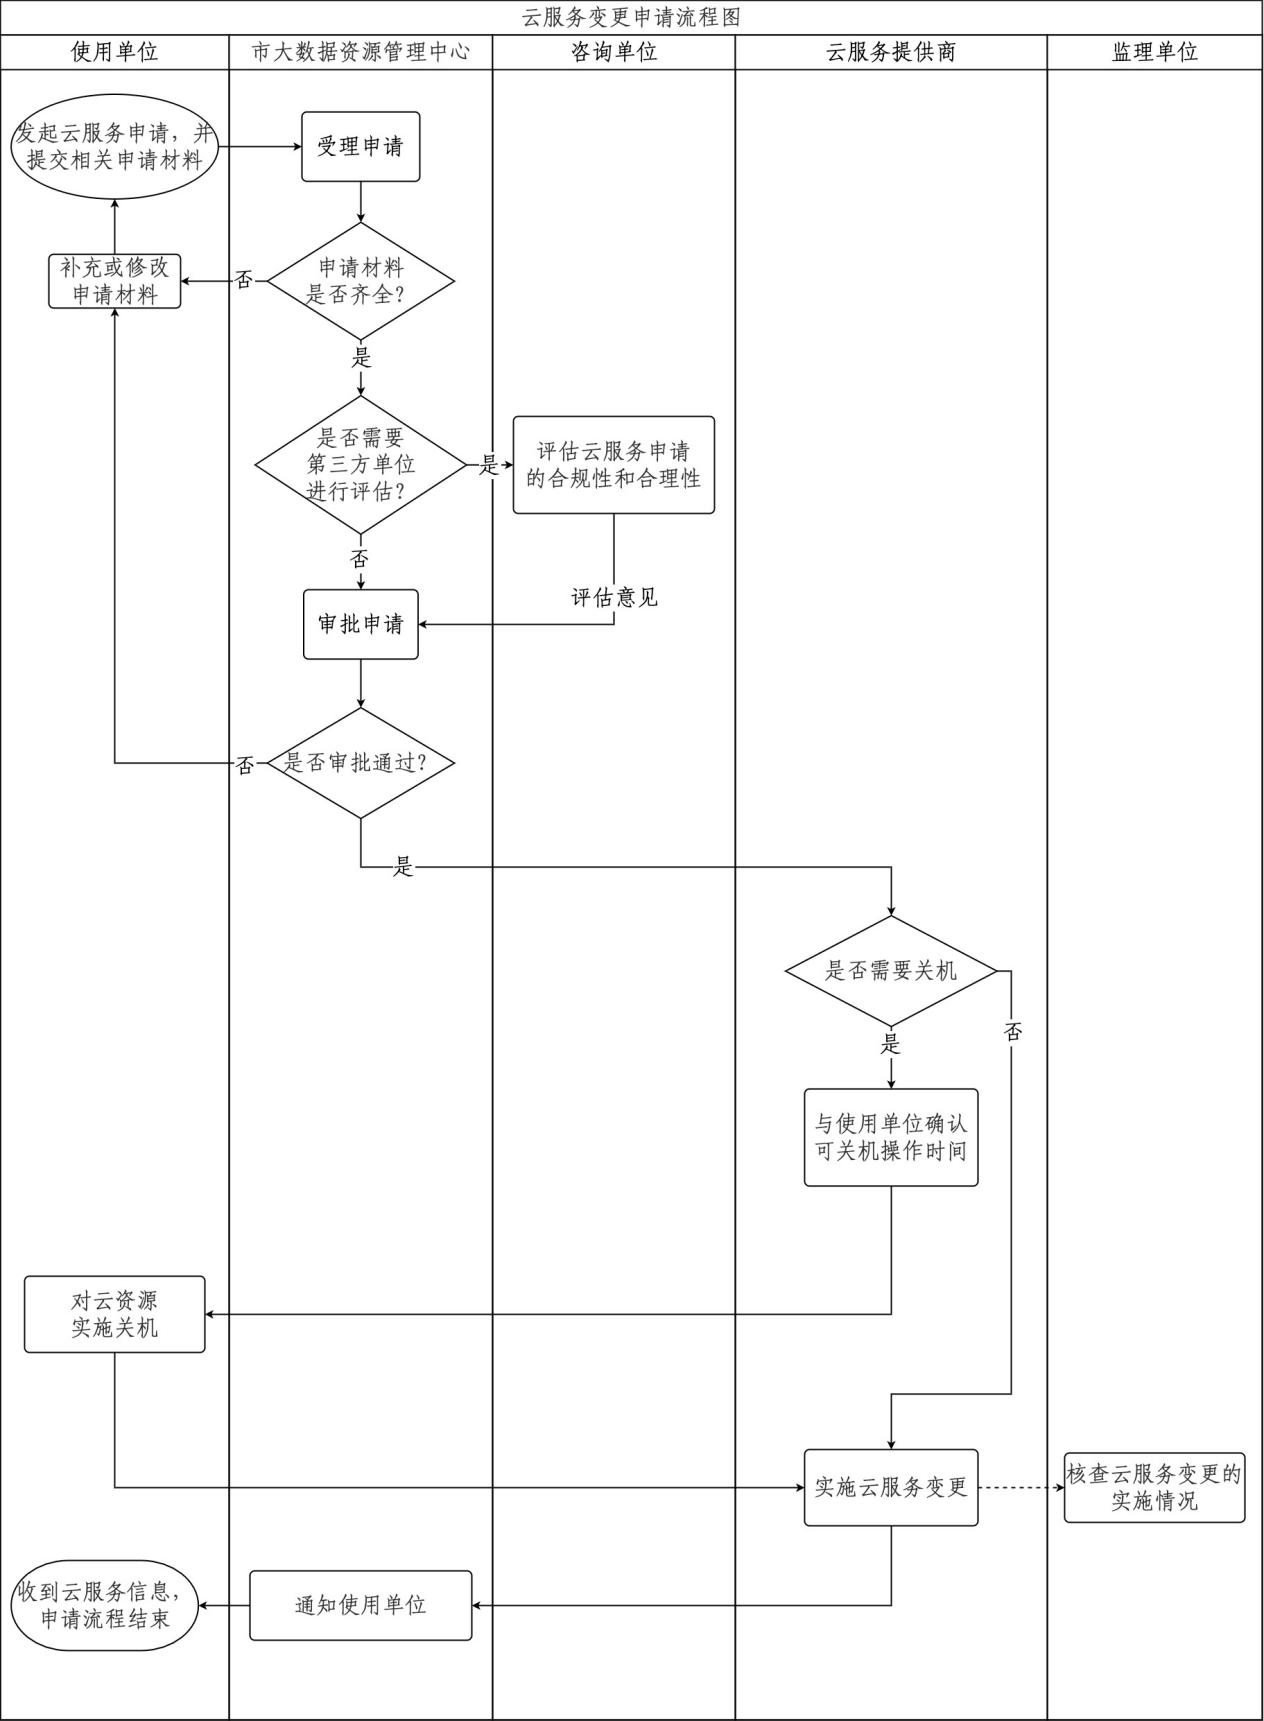 云服务变更申请流程图
使用单位
市大数据资源管理中心
咨询单位
云服务提供商
监理单位
发起云服务申请，并
提交相关申请材料
受理申请
申请材料
是否齐全？
否
补充或修改
申请材料
是
是否需要
第三方单位
进行评估？
是
评估云服务申请
的合规性和合理性
否
评估意见
审批申请
是否审批通过？
否
是
是否需要关机
否
是
与使用单位确认
可关机操作时间
对云资源
实施关机
实施云服务变更
核查云服务变更的
实施情况
收到云服务信息，
申请流程结束
通知使用单位